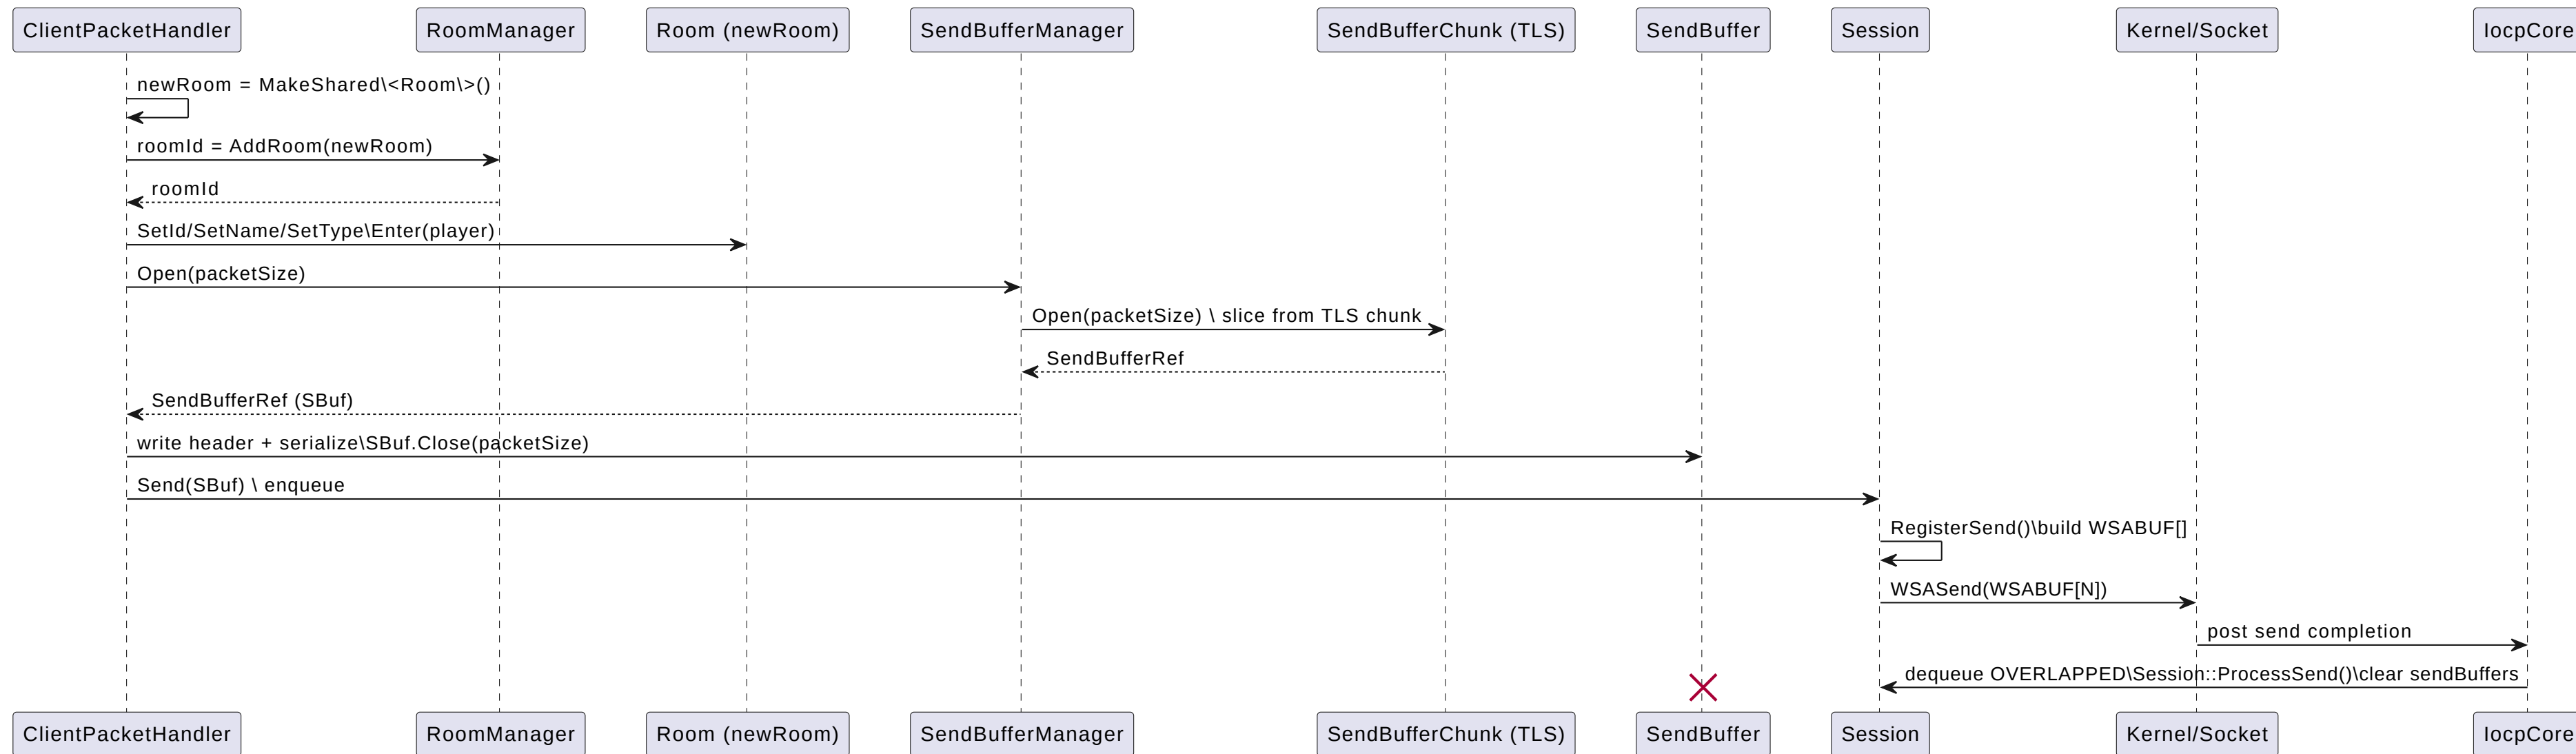 ClientPacketHandler RoomManager Room (newRoom) SendBufferManager SendBufferChunk (TLS) SendBuffer Session Kernel/Socket IocpCore
newRoom = MakeShared\<Room\>()
roomId = AddRoom(newRoom)
roomId
SetId/SetName/SetType\Enter(player)
Open(packetSize)
Open(packetSize) \ slice from TLS chunk
SendBufferRef
SendBufferRef (SBuf)
write header + serialize\SBuf.Close(packetSize)
Send(SBuf) \ enqueue
RegisterSend()\build WSABUF[]
WSASend(WSABUF[N])
post send completion
dequeue OVERLAPPED\Session::ProcessSend()\clear sendBuffers
ClientPacketHandler RoomManager Room (newRoom) SendBufferManager SendBufferChunk (TLS) SendBuffer Session Kernel/Socket IocpCore